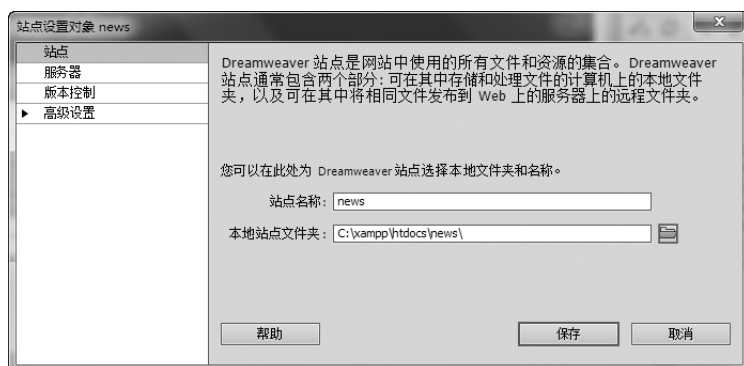 站点设置对象 news
站点
服务器
版本控制
高级设置
Dreamweaver 站点是网站中使用的所有文件和资源的集合。Dreamweaver
站点通常包含两个部分:可在其中存储和处理文件的计算机上的本地文件
夹,以及可在其中将相同文件发布到 Web 上的服务器上的远程文件夹。
您可以在此处为 Dreamweaver 站点选择本地文件夹和名称。
站点名称: news
本地站点文件夹: C:\xampp\htdocs\news\
帮助 保存 取消